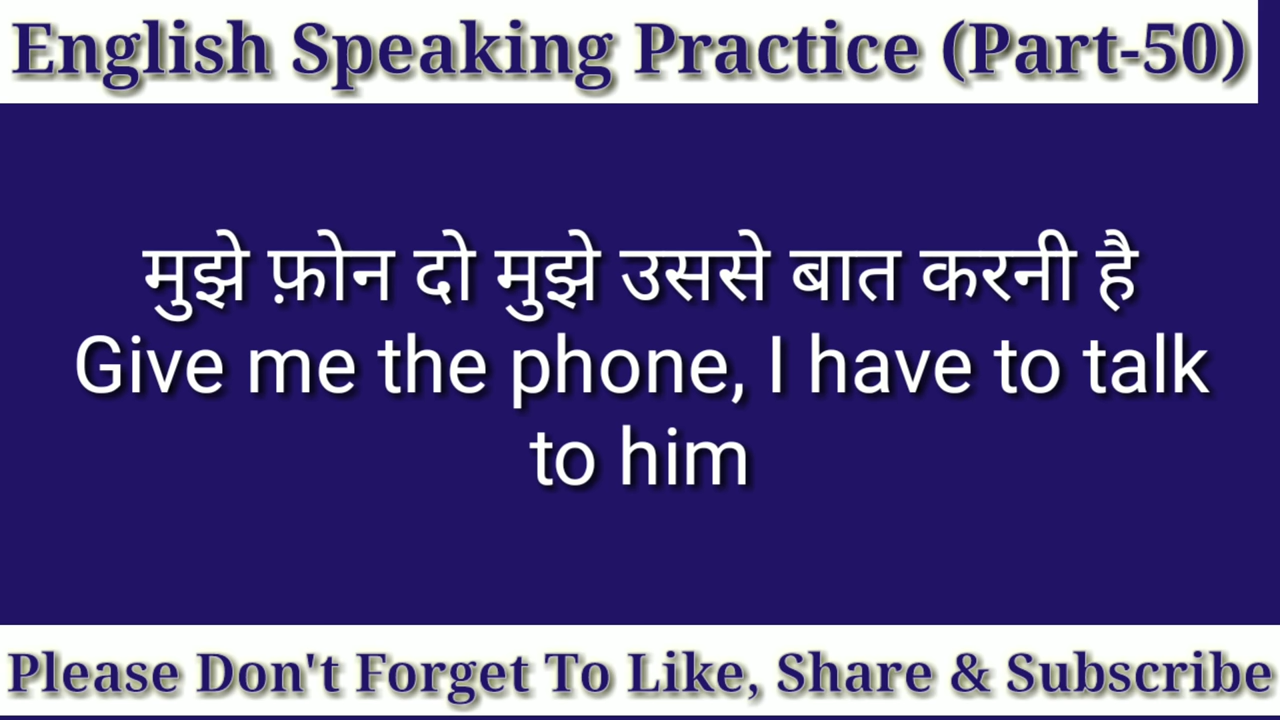 English Speaking Practice (Part-50)
मुझे फ़ोन दो मुझे उससे बात करनी है
Give me the phone, I have to talk
to him
Please Don't Forget To Like, Share & Subscribe